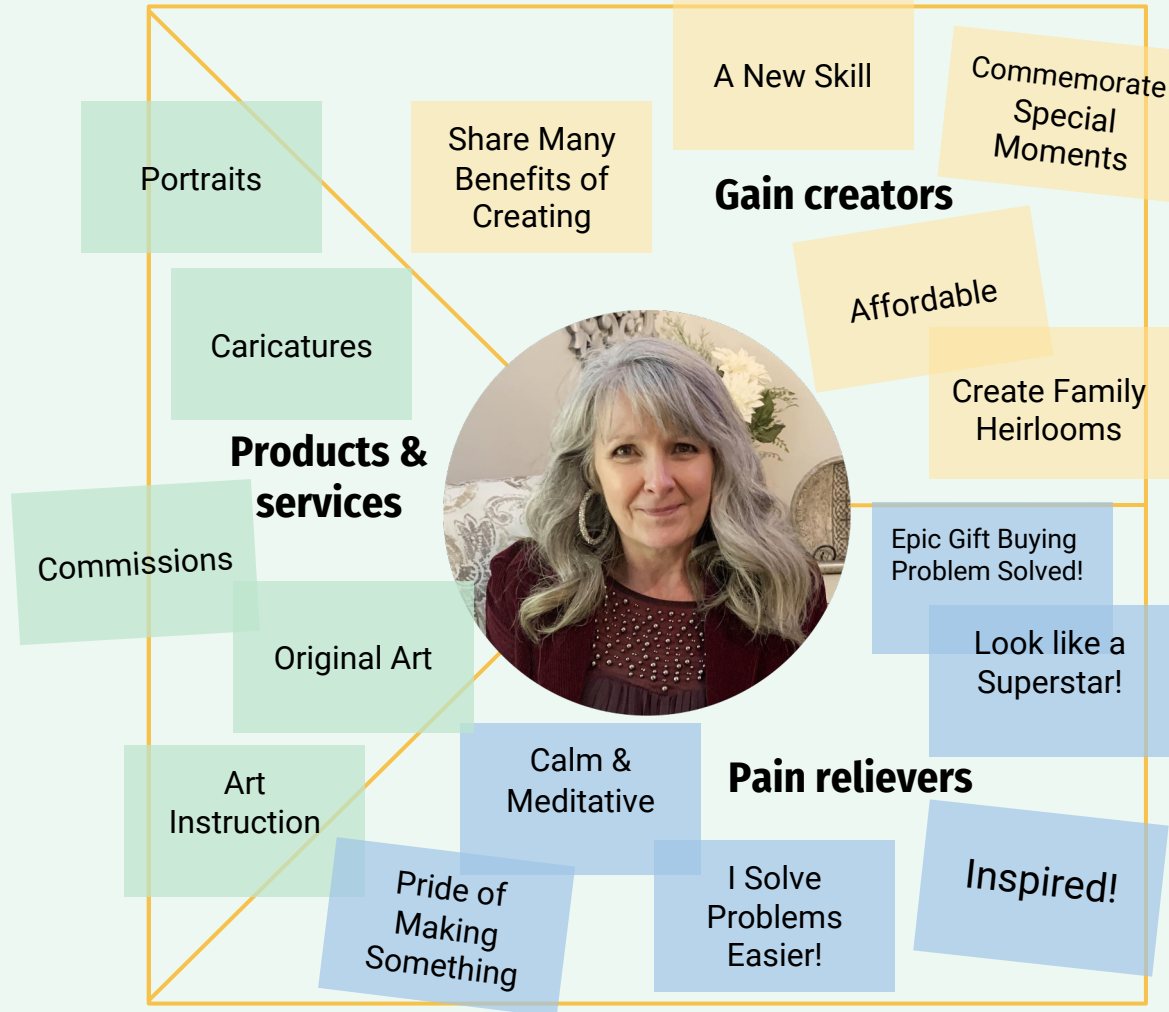 A New Skill
Commemorate
Special
Moments
Share Many
Benefits of
Creating
Portraits
Gain creators
Affordable
Caricatures
Create Family
Heirlooms
Products &
services
Commissions
Epic Gift Buying
Problem Solved!
Original Art
Look like a
Superstar!
Calm &
Meditative
Pain relievers
Art
Instruction
Pride of
Making
Something
I Solve
Problems
Easier!
Inspired!